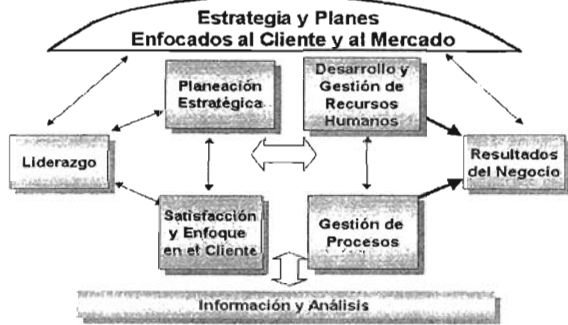 Estrategia y Planes
Enfocados al Cliente y al Mercado
Planeación
Estratégica
Desarrollo y
Gestión de
Recursos
Humanos
Liderazgo
Resultados
del Negocio
Satisfacción
y Enfoque
en el Cliente
Gestión de
Procesos
Información y Análisis